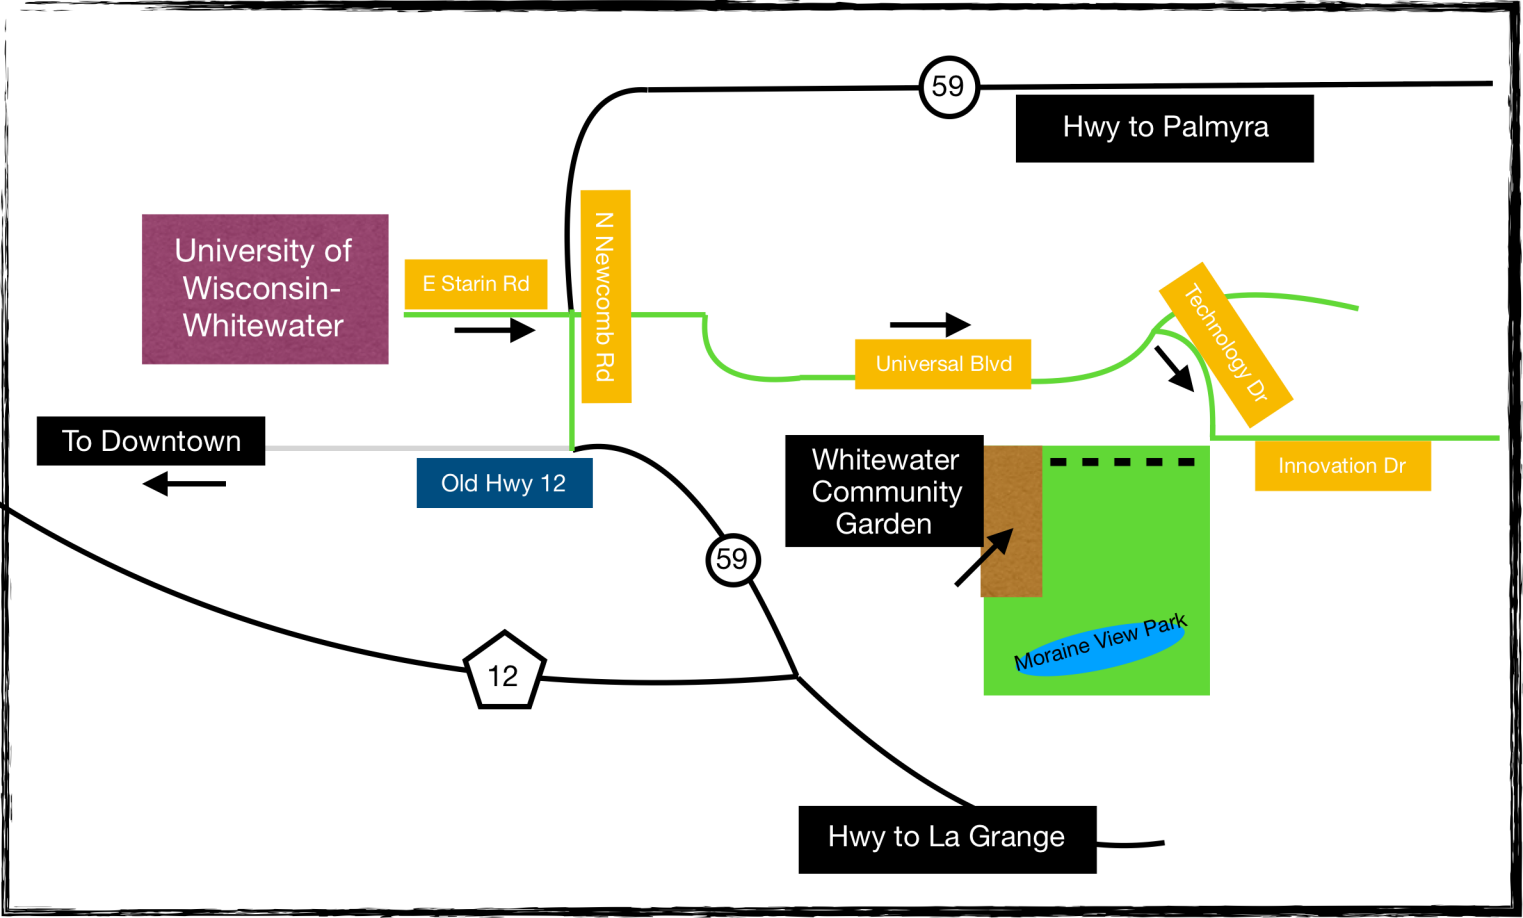 59
Hwy to Palmyra
University of
Wisconsin-
Whitewater
E Starin Rd
N Newcomb Rd
Universal Blvd
Technology Dr
To Downtown
Old Hwy 12
Whitewater
Community
Garden
Innovation Dr
59
Moraine View Park
12
Hwy to La Grange